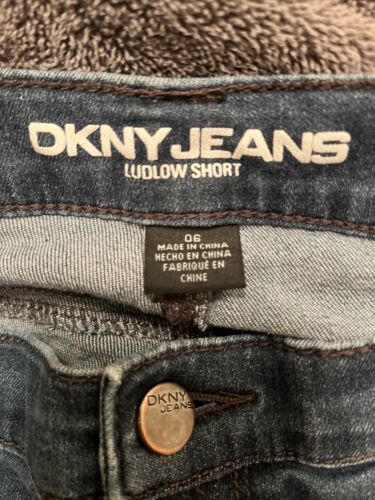 DKNY JEANS
LUDLOW SHORT
06
MADE IN CHINA
HECHO EN CHINA
FABRIQUÉ EN
CHINE
DKNY
JEANS